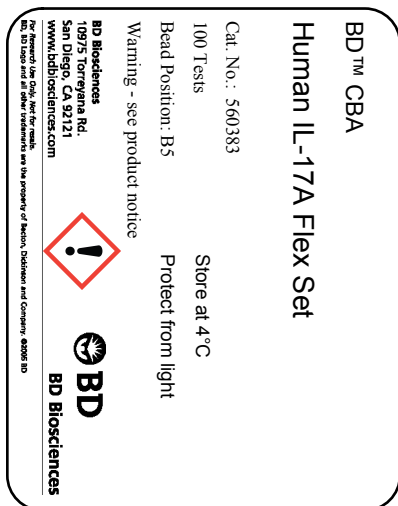 BD™ CBA
Human IL-17A Flex Set
Cat. No.: 560383
100 Tests Store at 4°C
Bead Position: B5 Protect from light
Warning - see product notice
BD Biosciences
10975 Torreyana Rd.
San Diego, CA 92121
www.bdbiosciences.com
BD
BD Biosciences
For Research Use Only. Not for resale.
BD, BD Logo and all other trademarks are the property of Becton, Dickinson and Company. ©2005 BD